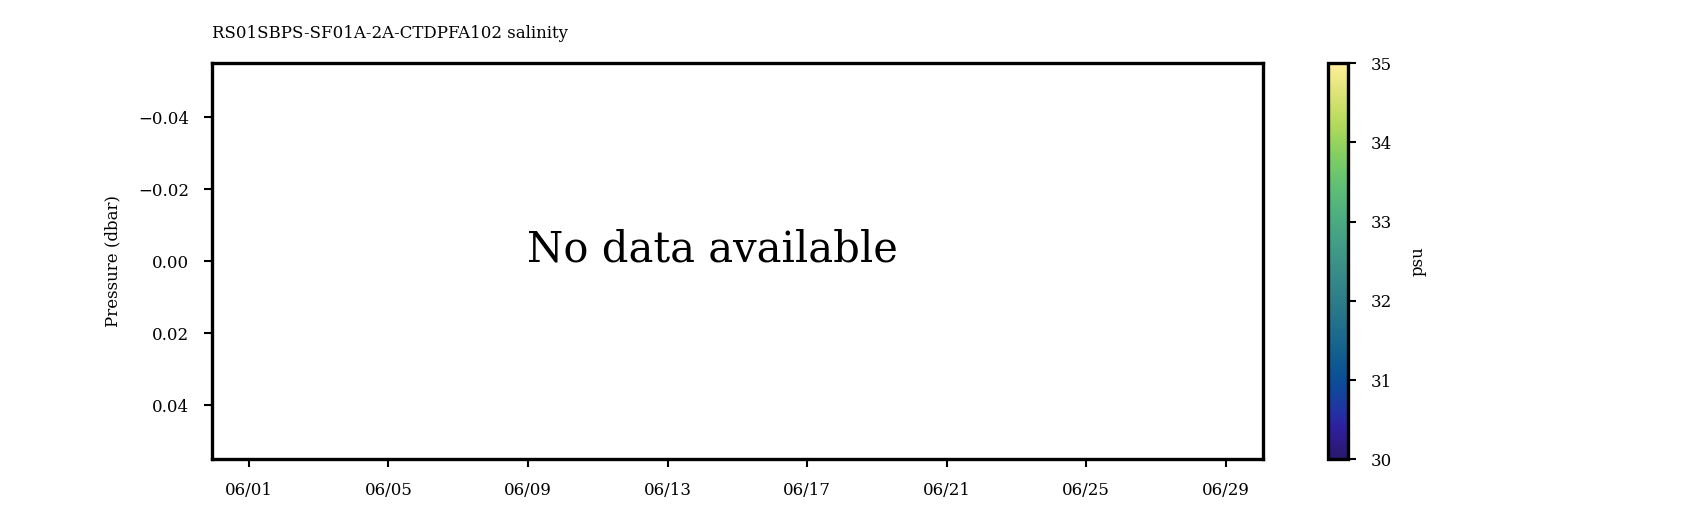 RS01SBPS-SF01A-2A-CTDPFA102 salinity
−0.04
−0.02
0.00
0.02
0.04
Pressure (dbar)
No data available
06/01 06/05 06/09 06/13 06/17 06/21 06/25 06/29
35
34
33
32
31
30
psu